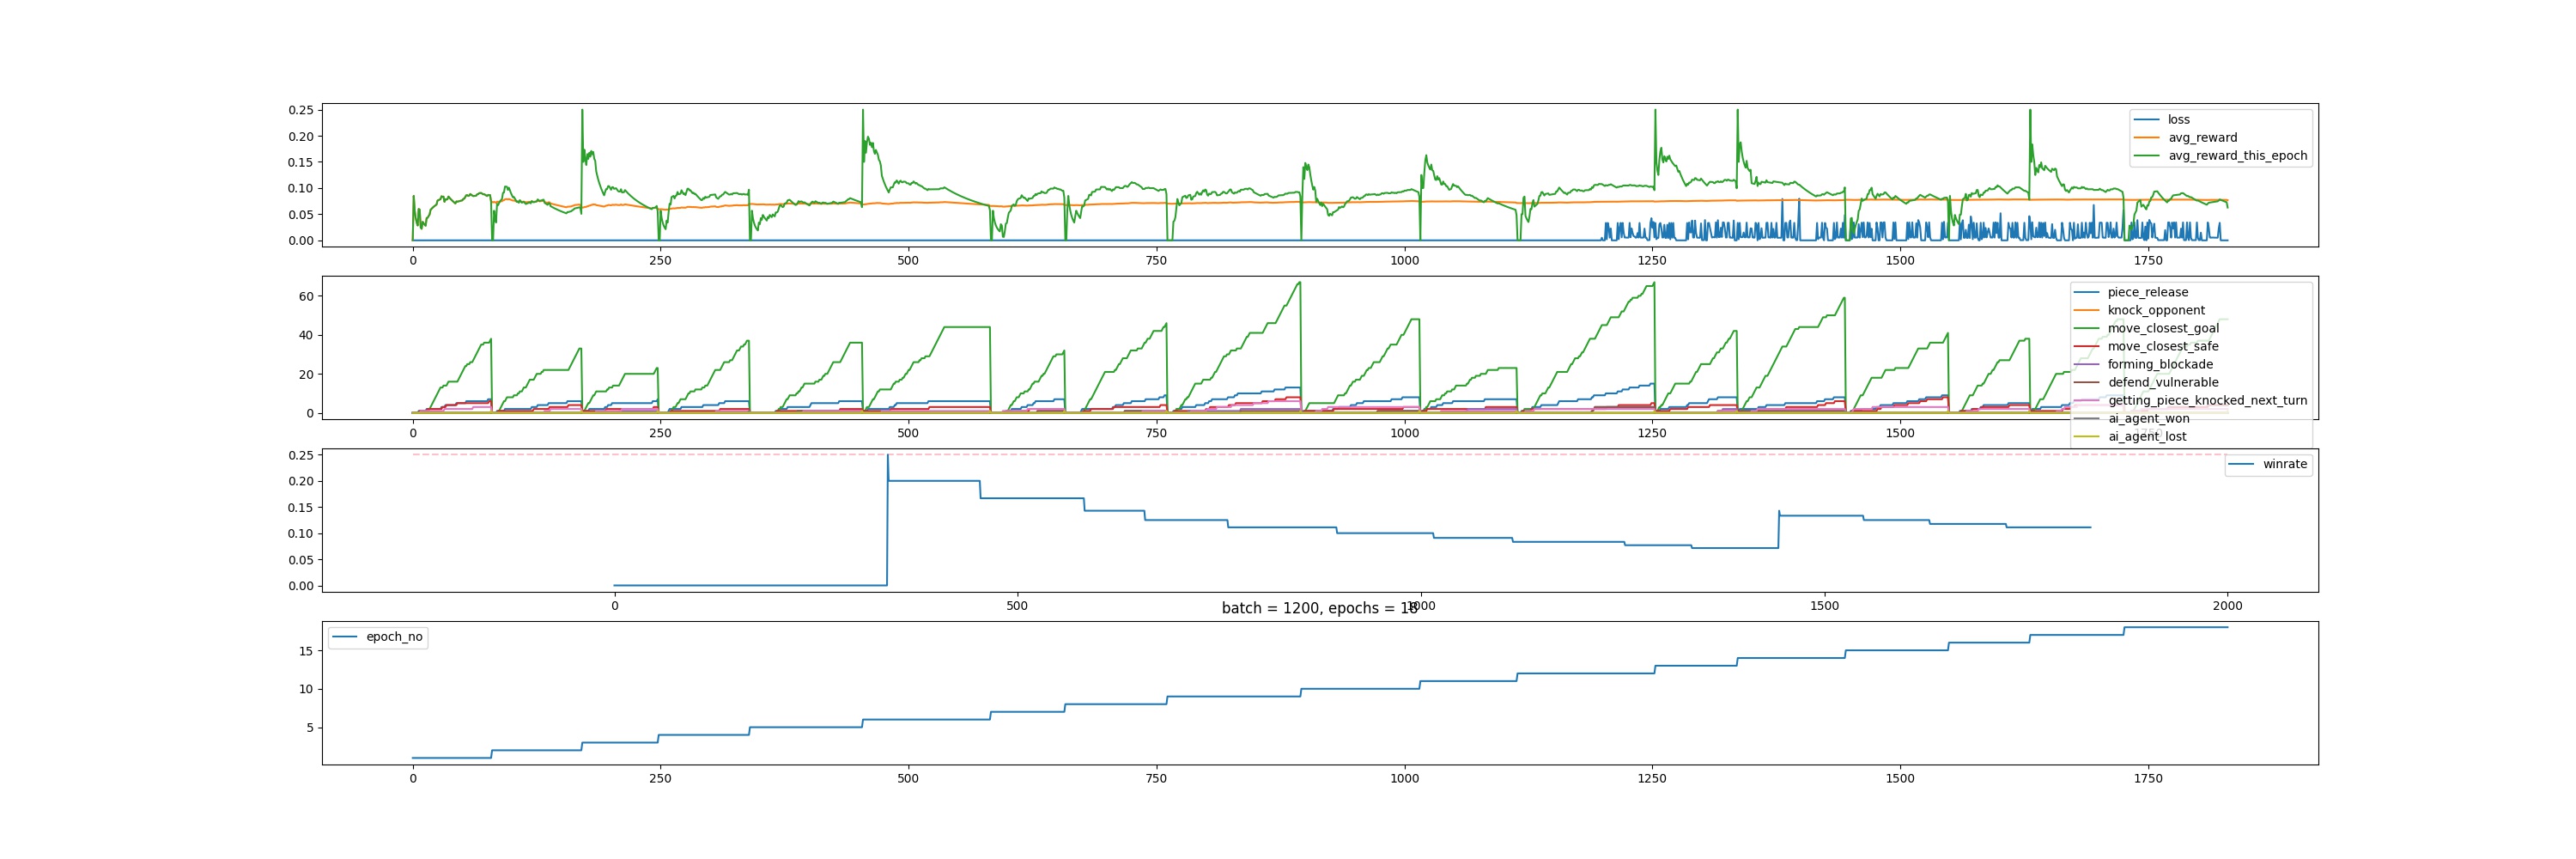 0.25
0.20
0.15
0.10
0.05
0.00
loss
avg_reward
avg_reward_this_epoch
0 250 500 750 1000 1250 1500 1750
60
40
20
0
piece_release
knock_opponent
move_closest_goal
move_closest_safe
forming_blockade
defend_vulnerable
getting_piece_knocked_next_turn
ai_agent_won
ai_agent_lost
0 250 500 750 1000 1250 1500 1750
0.25
0.20
0.15
0.10
0.05
0.00
winrate
0 500 1000 1500 2000
batch = 1200, epochs = 18
15
10
5
epoch_no
0 250 500 750 1000 1250 1500 1750